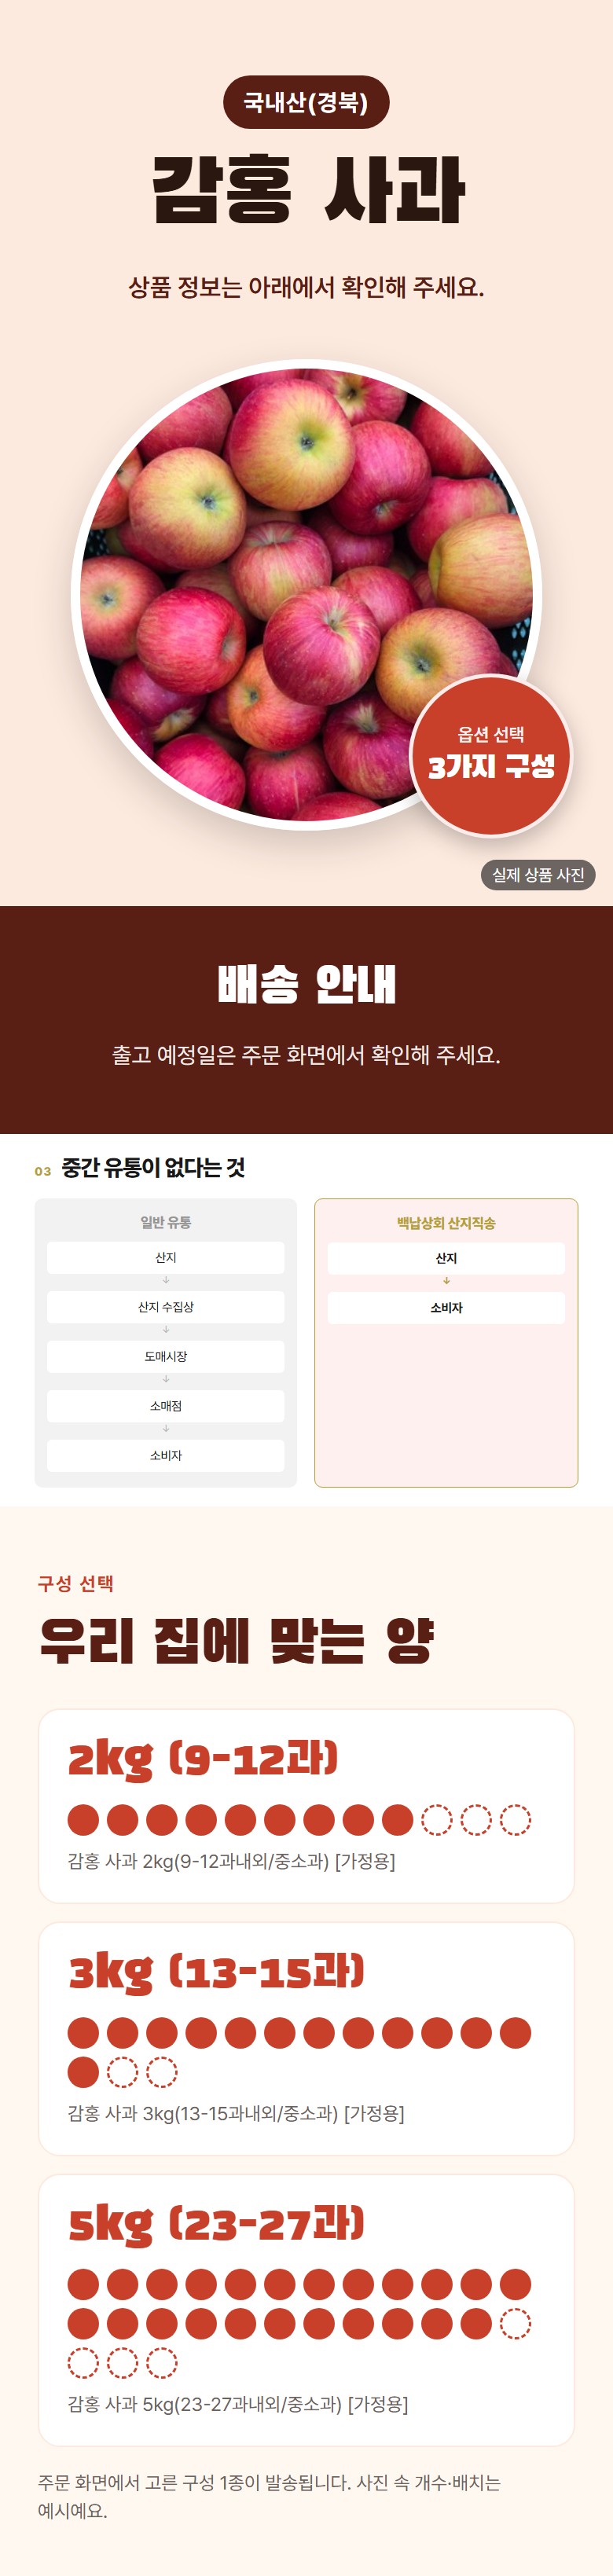 국내산(경북)
감홍 사과
상품 정보는 아래에서 확인해 주세요.
옵션 선택
3가지 구성
실제 상품 사진
배송 안내
출고 예정일은 주문 화면에서 확인해 주세요.
03 중간 유통이 없다는 것
일반 유통
산지
↓
산지 수집상
↓
도매시장
↓
소매점
↓
소비자
백납상회 산지직송
산지
↓
소비자
구성 선택
우리 집에 맞는 양
2kg (9-12과)
감홍 사과 2kg(9-12과내외/중소과) [가정용]
3kg (13-15과)
감홍 사과 3kg(13-15과내외/중소과) [가정용]
5kg (23-27과)
감홍 사과 5kg(23-27과내외/중소과) [가정용]
주문 화면에서 고른 구성 1종이 발송됩니다. 사진 속 개수·배치는
예시예요.